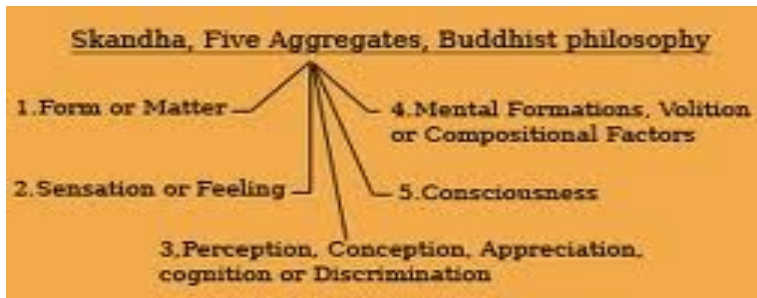 Skandha, Five Aggregates, Buddhist philosophy
1.Form or Matter
2.Sensation or Feeling
3.Perception, Conception, Appreciation,
cognition or Discrimination
4.Mental Formations, Volition
or Compositional Factors
5.Consciousness